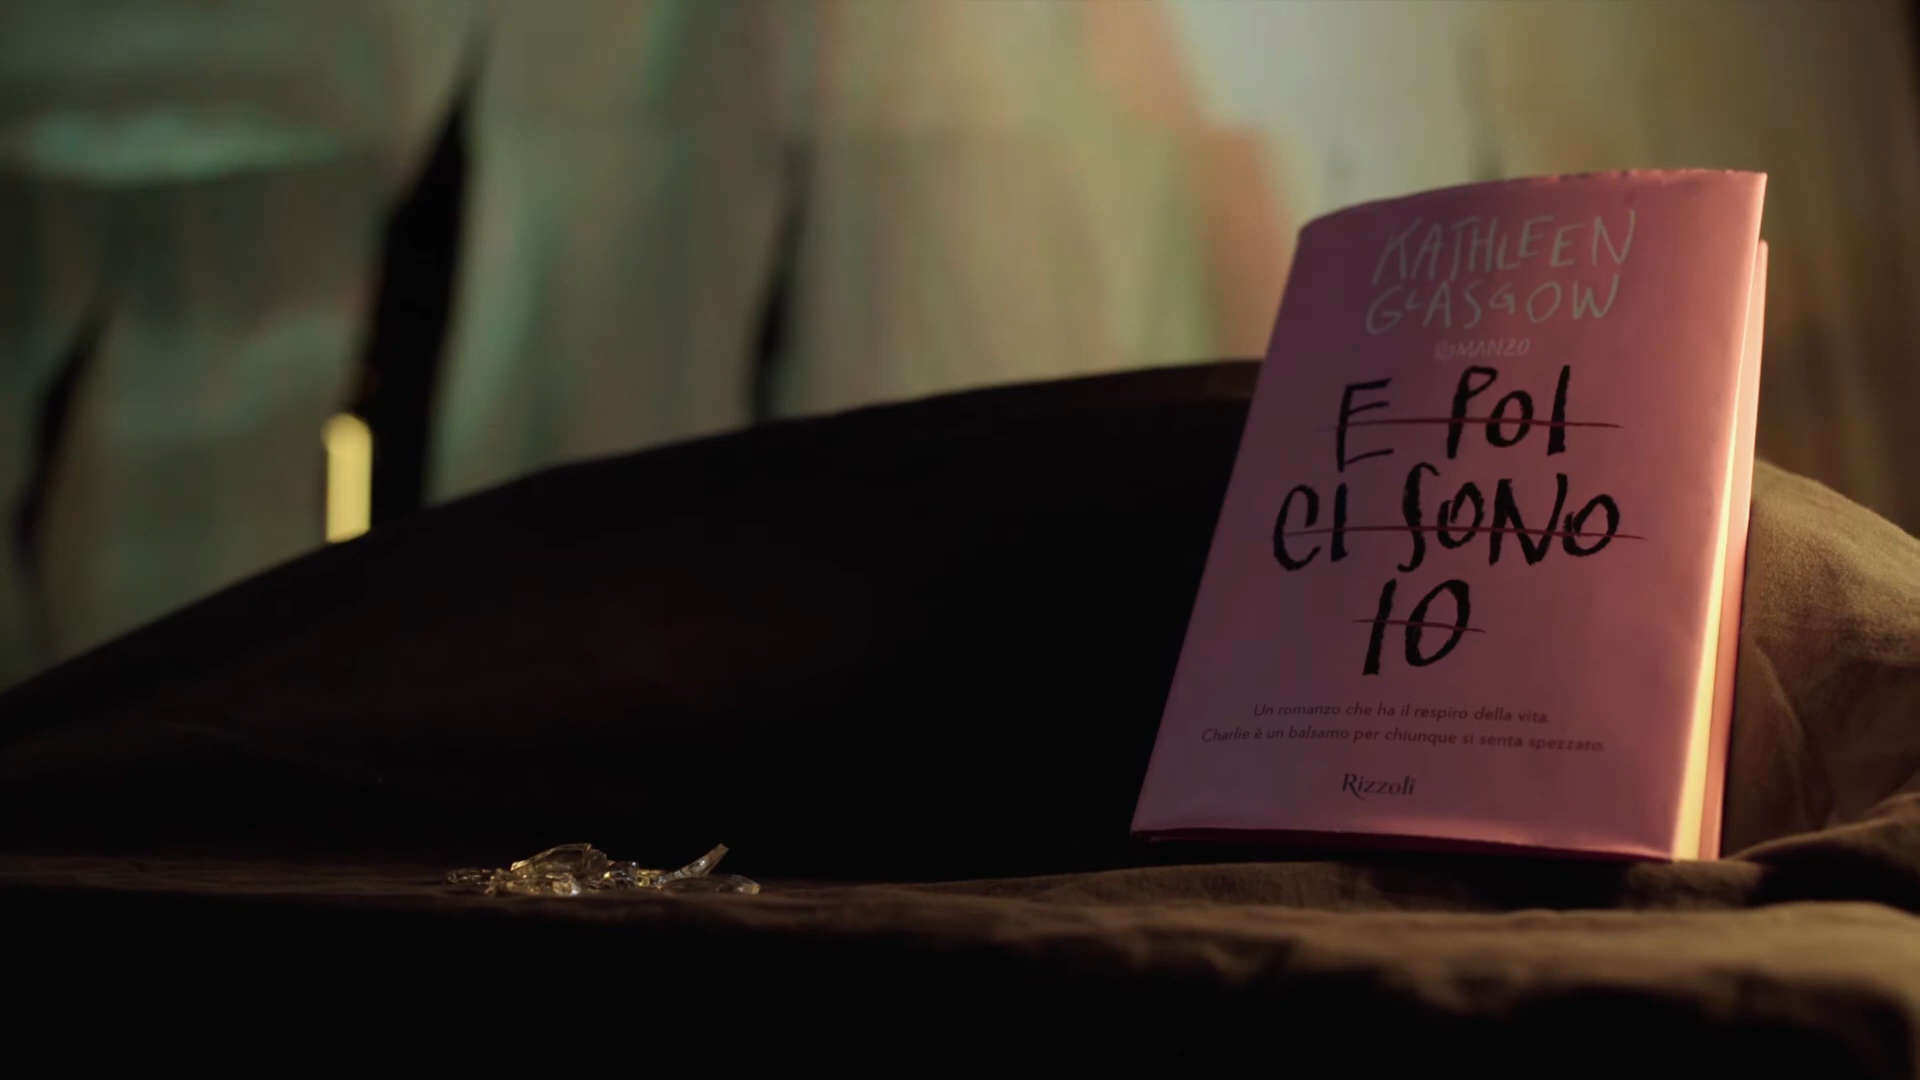 KATHLEEN
GLASGOW
ROMANZO
E POI
CI SONO
IO
Un romanzo che ha il respiro della vita.
Charlie è un balsamo per chiunque si senta spezzato.
Rizzoli